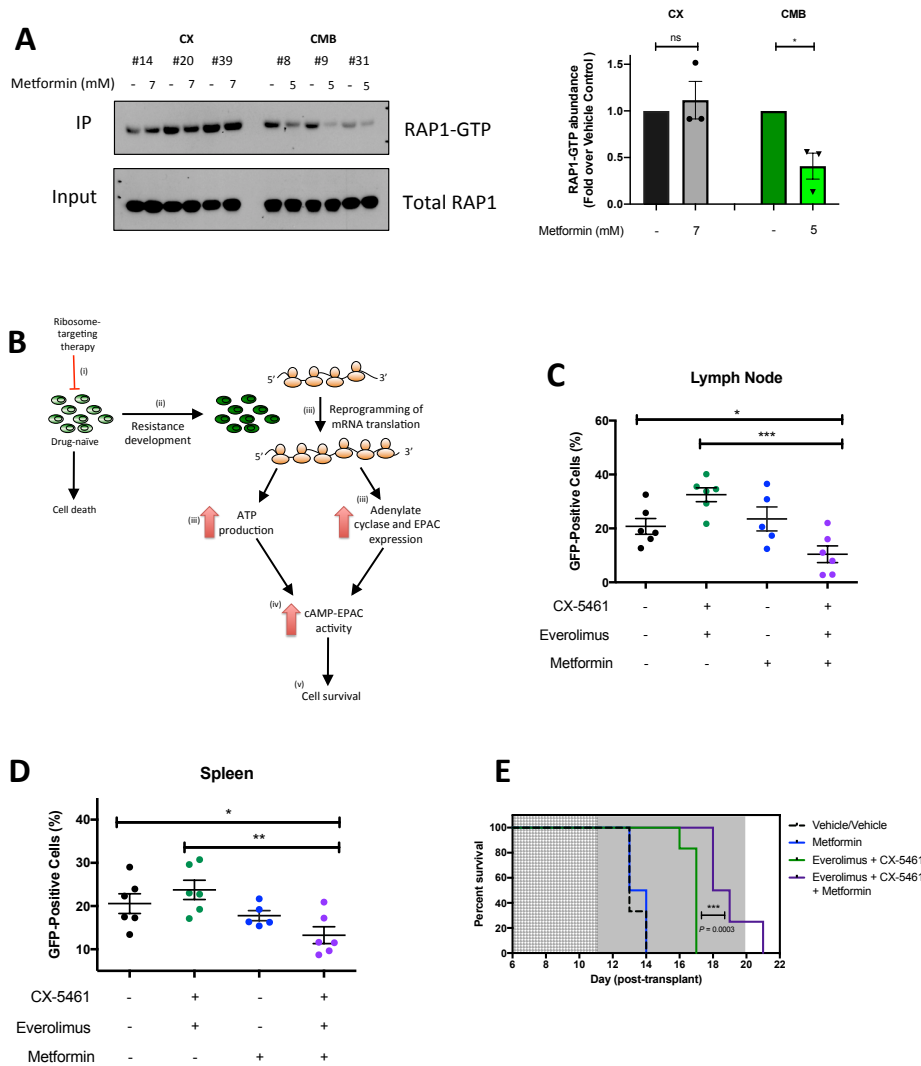 A
CX
CMB
#14 #20 #39 #8 #9 #31
Metformin (mM) - 7 - 7 - 7 - 5 - 5 - 5
IP
RAP1-GTP
Input
Total RAP1
CX
CMB
ns
*
RAP1-GTP abundance
(Fold over Vehicle Control)
1.5
1.0
0.5
0.0
Metformin (mM) - 7 - 5
B
Ribosome-
targeting
therapy
(i)
Drug-naïve
Cell death
(ii)
Resistance
development
5’ 3’
(iii)
Reprogramming of
mRNA translation
5’ 3’
(iii)
ATP
production
(iii)
Adenylate
cyclase and EPAC
expression
(iv)
cAMP-EPAC
activity
(v)
Cell survival
C
Lymph Node
*
***
GFP-Positive Cells (%)
60
40
20
0
CX-5461 - + - +
Everolimus - + - +
Metformin - - + +
D
Spleen
*
**
GFP-Positive Cells (%)
40
30
20
10
CX-5461 - + - +
Everolimus - + - +
Metformin - - + +
E
Percent survival
100
80
60
40
20
0
6 8 10 12 14 16 18 20 22
Day (post-transplant)
***
P = 0.0003
Vehicle/Vehicle
Metformin
Everolimus + CX-5461
Everolimus + CX-5461
+ Metformin